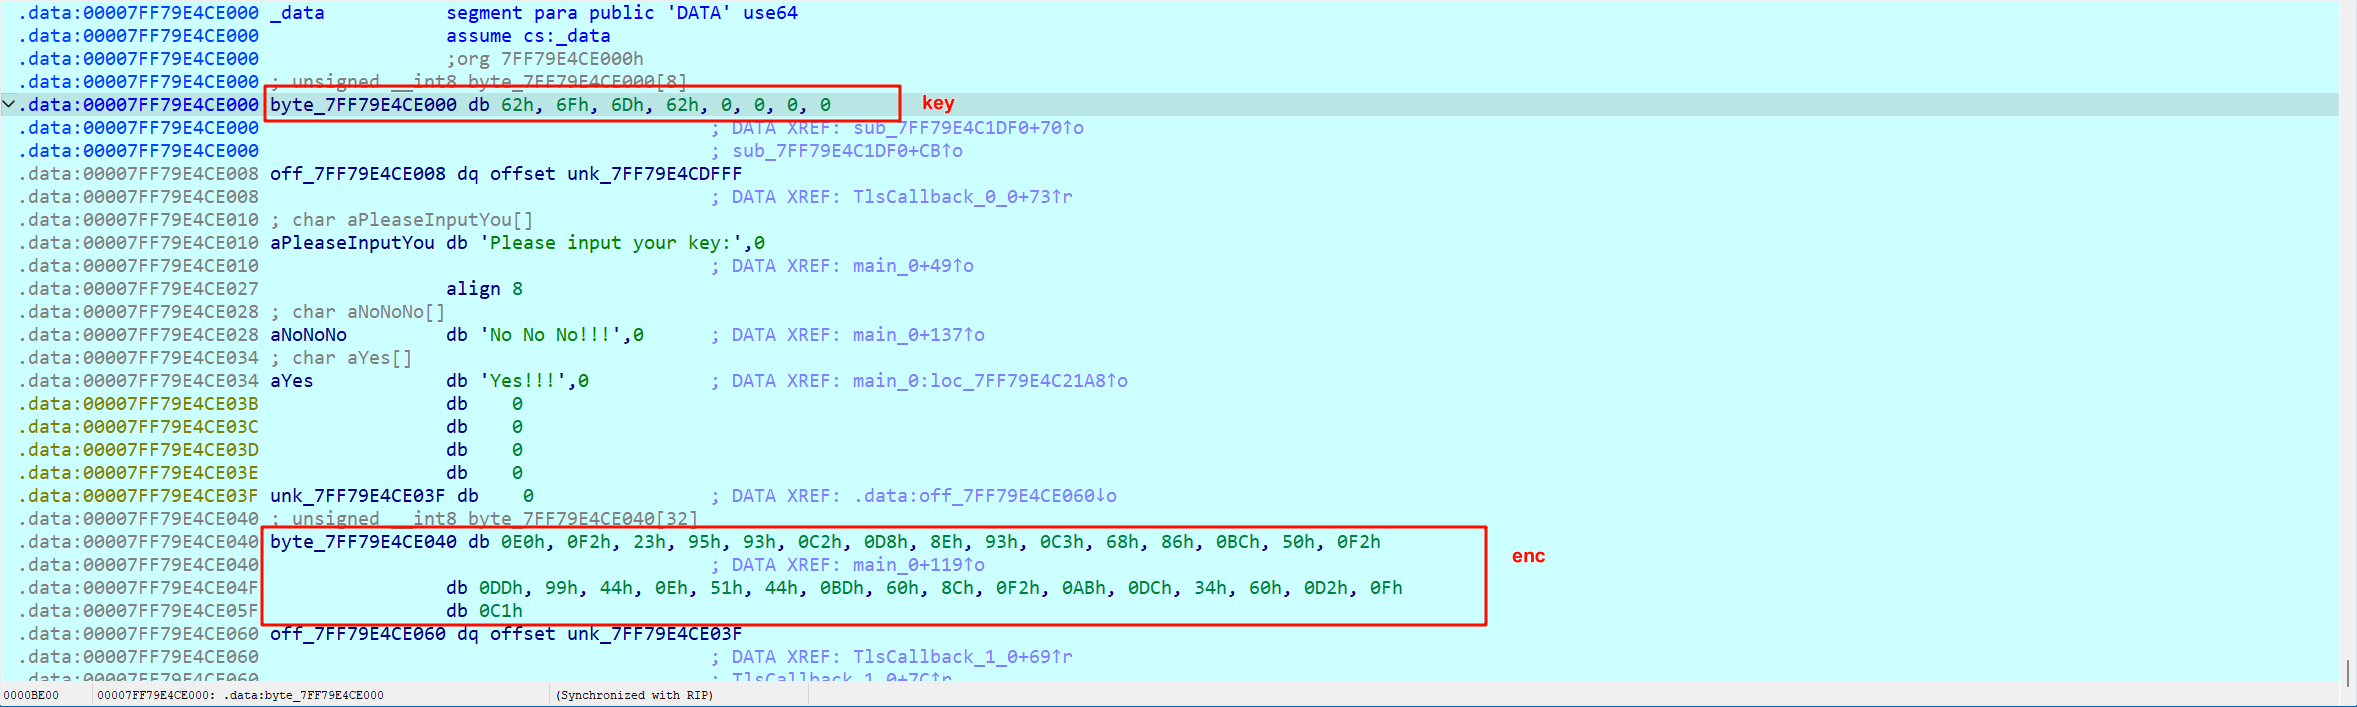 .data:00007FF79E4CE000 _data segment para public 'DATA' use64
.data:00007FF79E4CE000 assume cs:_data
.data:00007FF79E4CE000 ;org 7FF79E4CE000h
.data:00007FF79E4CE000 ; unsigned __int8 byte_7FF79E4CE000[8]
.data:00007FF79E4CE000 byte_7FF79E4CE000 db 62h, 6Fh, 6Dh, 62h, 0, 0, 0, 0 key
.data:00007FF79E4CE000 ; DATA XREF: sub_7FF79E4C1DF0+70↑o
.data:00007FF79E4CE000 ; sub_7FF79E4C1DF0+CB↑o
.data:00007FF79E4CE008 off_7FF79E4CE008 dq offset unk_7FF79E4CDFFF
.data:00007FF79E4CE008 ; DATA XREF: TlsCallback_0_0+73↑r
.data:00007FF79E4CE010 ; char aPleaseInputYou[]
.data:00007FF79E4CE010 aPleaseInputYou db 'Please input your key:',0
.data:00007FF79E4CE010 ; DATA XREF: main_0+49↑o
.data:00007FF79E4CE027 align 8
.data:00007FF79E4CE028 ; char aNoNoNo[]
.data:00007FF79E4CE028 aNoNoNo db 'No No No!!!',0 ; DATA XREF: main_0+137↑o
.data:00007FF79E4CE034 ; char aYes[]
.data:00007FF79E4CE034 aYes db 'Yes!!!',0 ; DATA XREF: main_0:loc_7FF79E4C21A8↑o
.data:00007FF79E4CE03B db 0
.data:00007FF79E4CE03C db 0
.data:00007FF79E4CE03D db 0
.data:00007FF79E4CE03E db 0
.data:00007FF79E4CE03F unk_7FF79E4CE03F db 0 ; DATA XREF: .data:off_7FF79E4CE060↓o
.data:00007FF79E4CE040 ; unsigned __int8 byte_7FF79E4CE040[32]
.data:00007FF79E4CE040 byte_7FF79E4CE040 db 0E0h, 0F2h, 23h, 95h, 93h, 0C2h, 0D8h, 8Eh, 93h, 0C3h, 68h, 86h, 0BCh, 50h, 0F2h
enc
.data:00007FF79E4CE040 ; DATA XREF: main_0+119↑o
.data:00007FF79E4CE04F db 0DDh, 99h, 44h, 0Eh, 51h, 44h, 0BDh, 60h, 8Ch, 0F2h, 0ABh, 0DCh, 34h, 60h, 0D2h, 0Fh
.data:00007FF79E4CE05F db 0C1h
.data:00007FF79E4CE060 off_7FF79E4CE060 dq offset unk_7FF79E4CE03F
.data:00007FF79E4CE060 ; DATA XREF: TlsCallback_1_0+69↑r
.data:00007FF79E4CE060 ; TlsCallback_1_0+7C↑r
0000BE00 00007FF79E4CE000: .data:byte_7FF79E4CE000 (Synchronized with RIP)